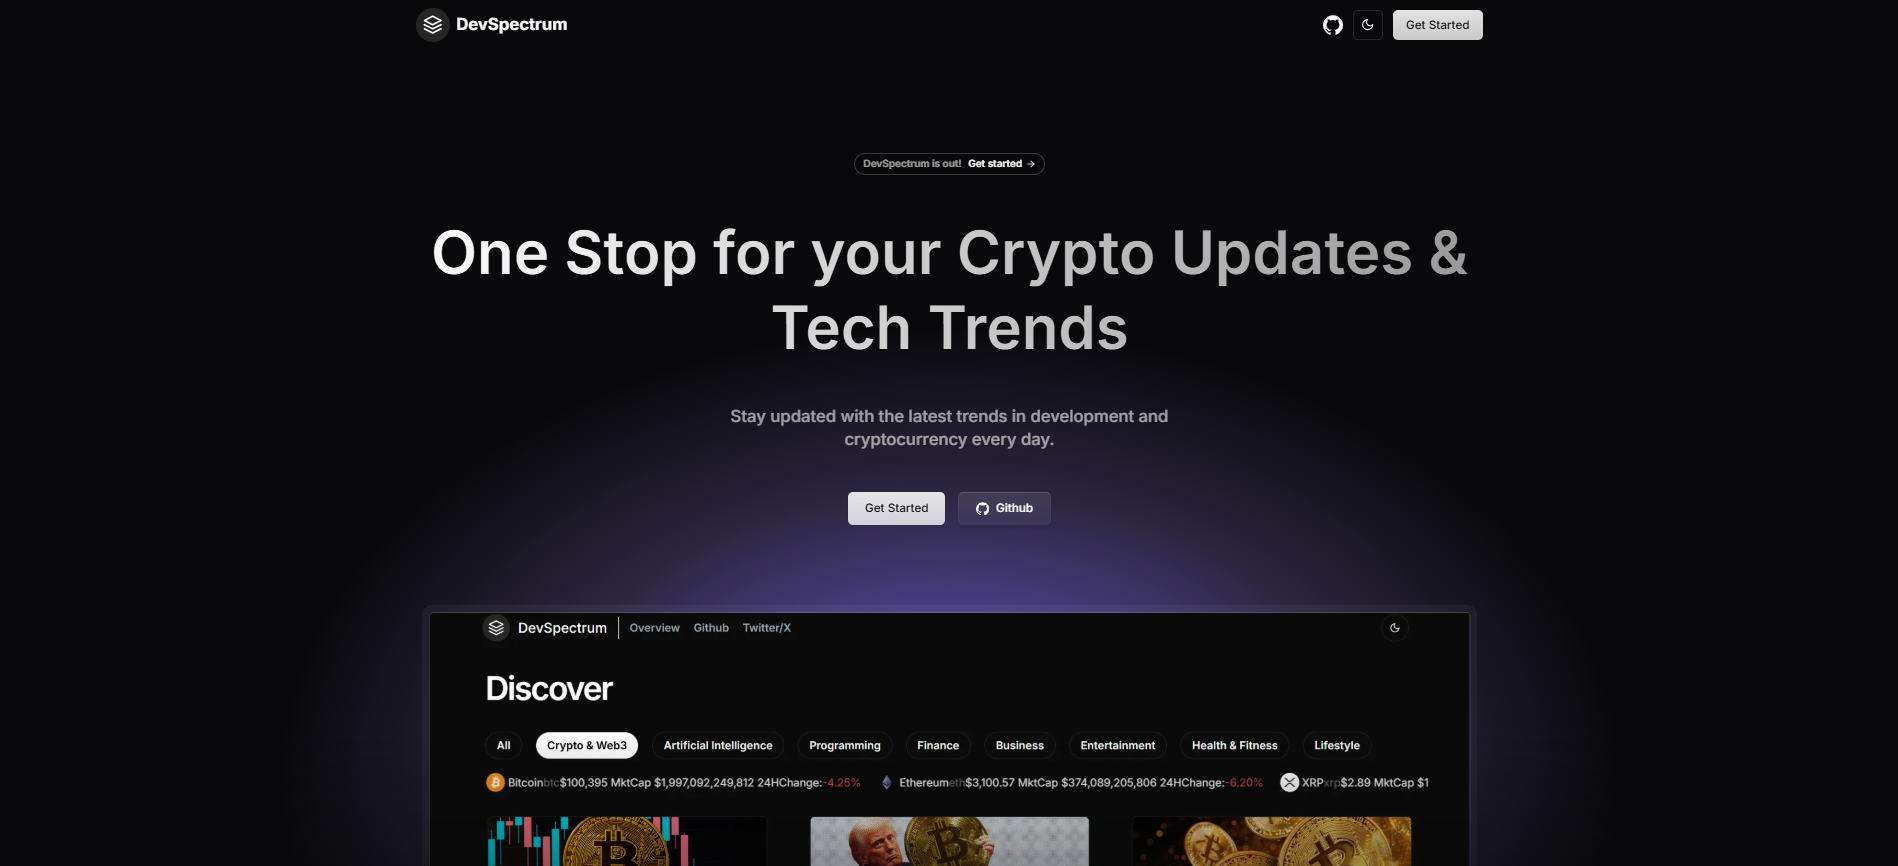 DevSpectrum
Get Started
DevSpectrum is out! Get started →
One Stop for your Crypto Updates &
Tech Trends
Stay updated with the latest trends in development and
cryptocurrency every day.
Get Started
Github
DevSpectrum
Overview
Github
Twitter/X
Discover
All
Crypto & Web3
Artificial Intelligence
Programming
Finance
Business
Entertainment
Health & Fitness
Lifestyle
Bitcoinbtc$100,395 MktCap $1,997,092,249,812 24HChange:-4.25%
Ethereumeth$3,100.57 MktCap $374,089,205,806 24HChange:-6.20%
XRPxrp$2.89 MktCap $1